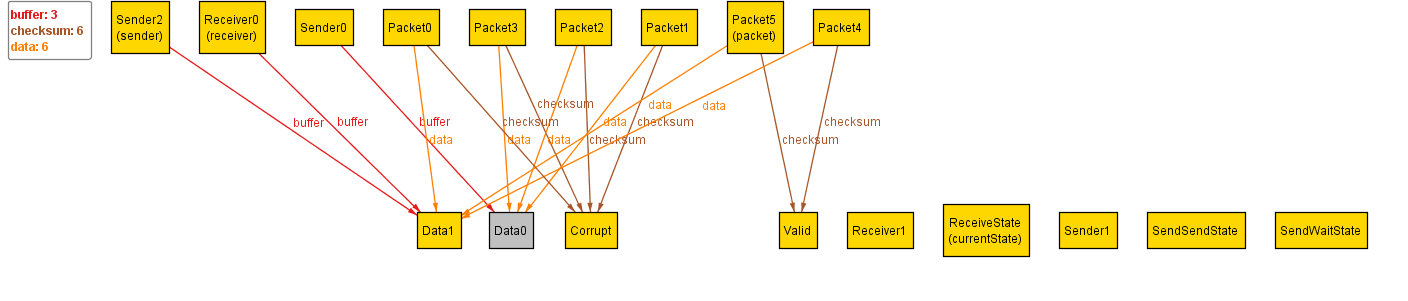 buffer: 3
checksum: 6
data: 6
Sender2
(sender)
Receiver0
(receiver)
Sender0
Packet0
Packet3
Packet2
Packet1
Packet5
(packet)
Packet4
checksum
data
data
buffer
buffer
buffer
checksum
data
checksum
checksum
data
data
data
checksum
checksum
Data1
Data0
Corrupt
Valid
Receiver1
ReceiveState
(currentState)
Sender1
SendSendState
SendWaitState